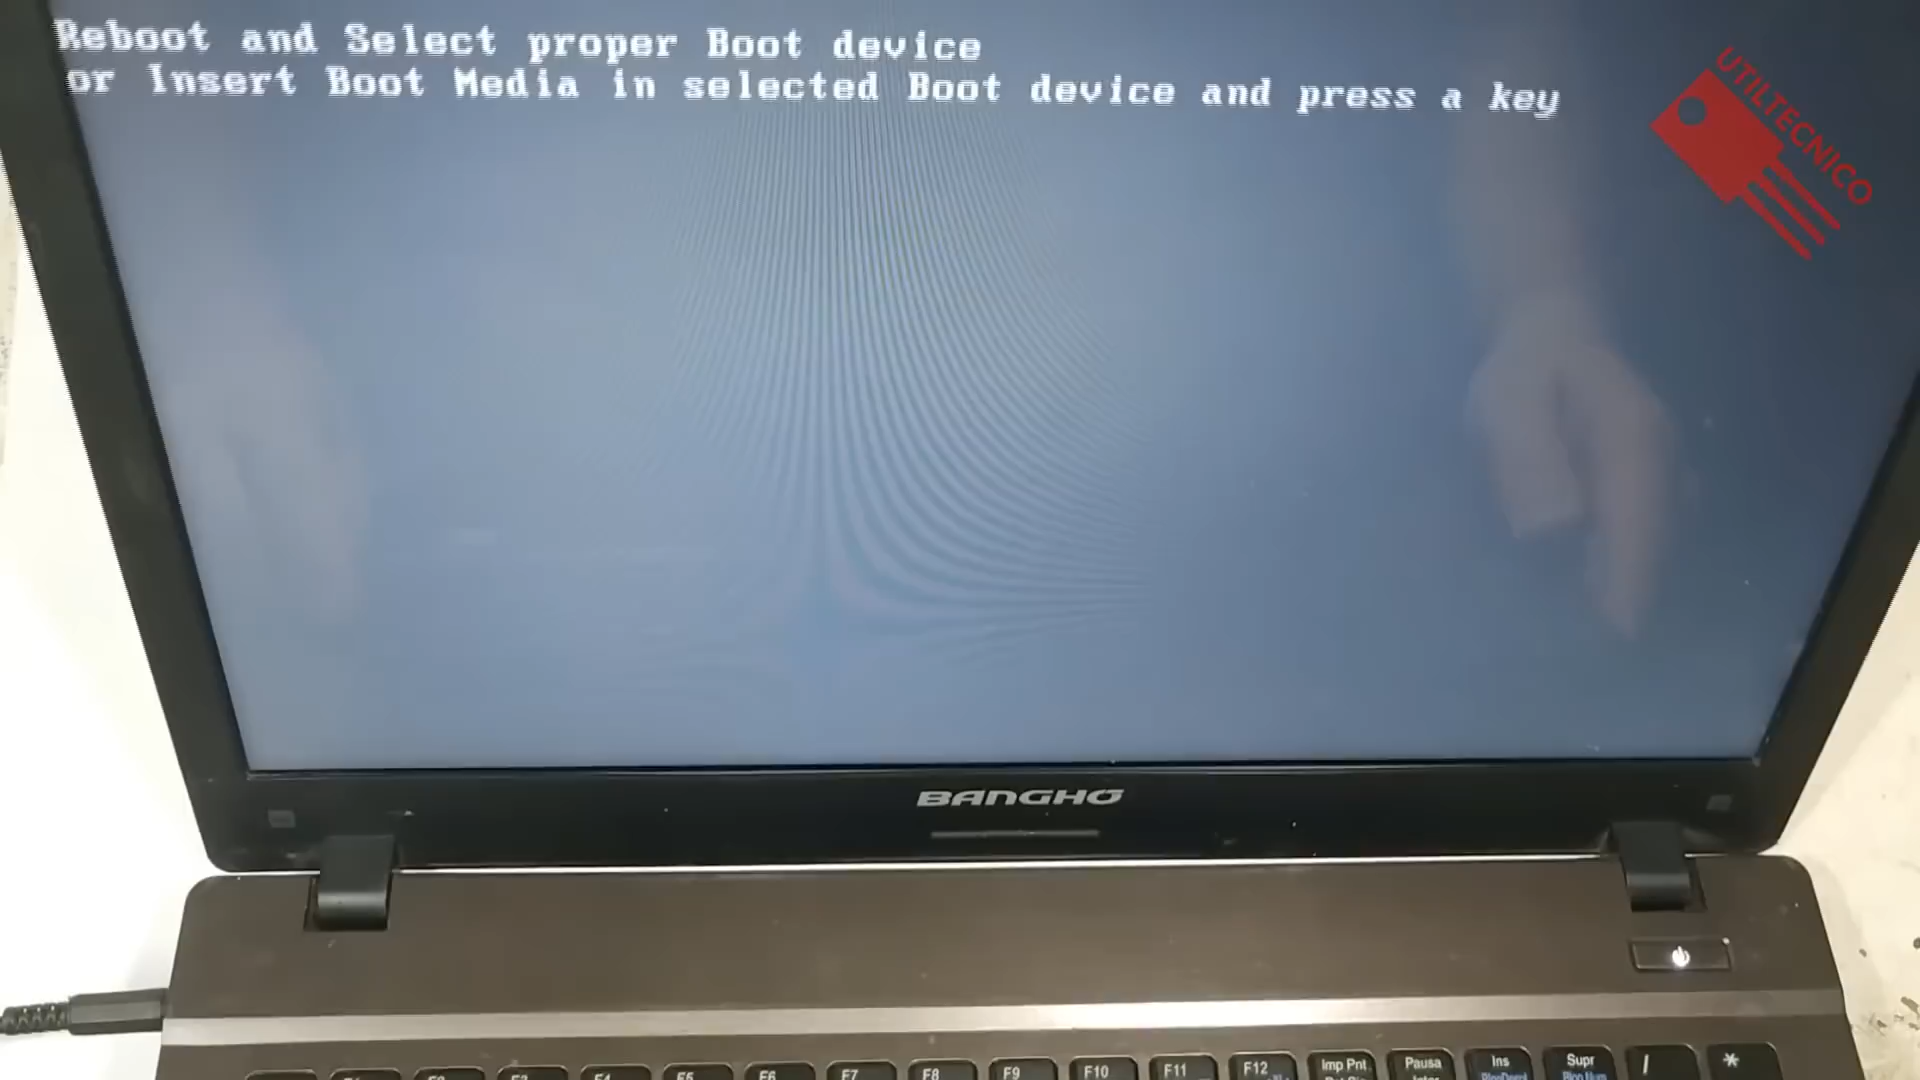 Reboot and Select proper Boot device
or Insert Boot Media in selected Boot device and press a key
UTILTECNICO
BANGHO
F7 F8 F9 F10 F11 F12 Imp Pnt Pausa Ins Supr / *